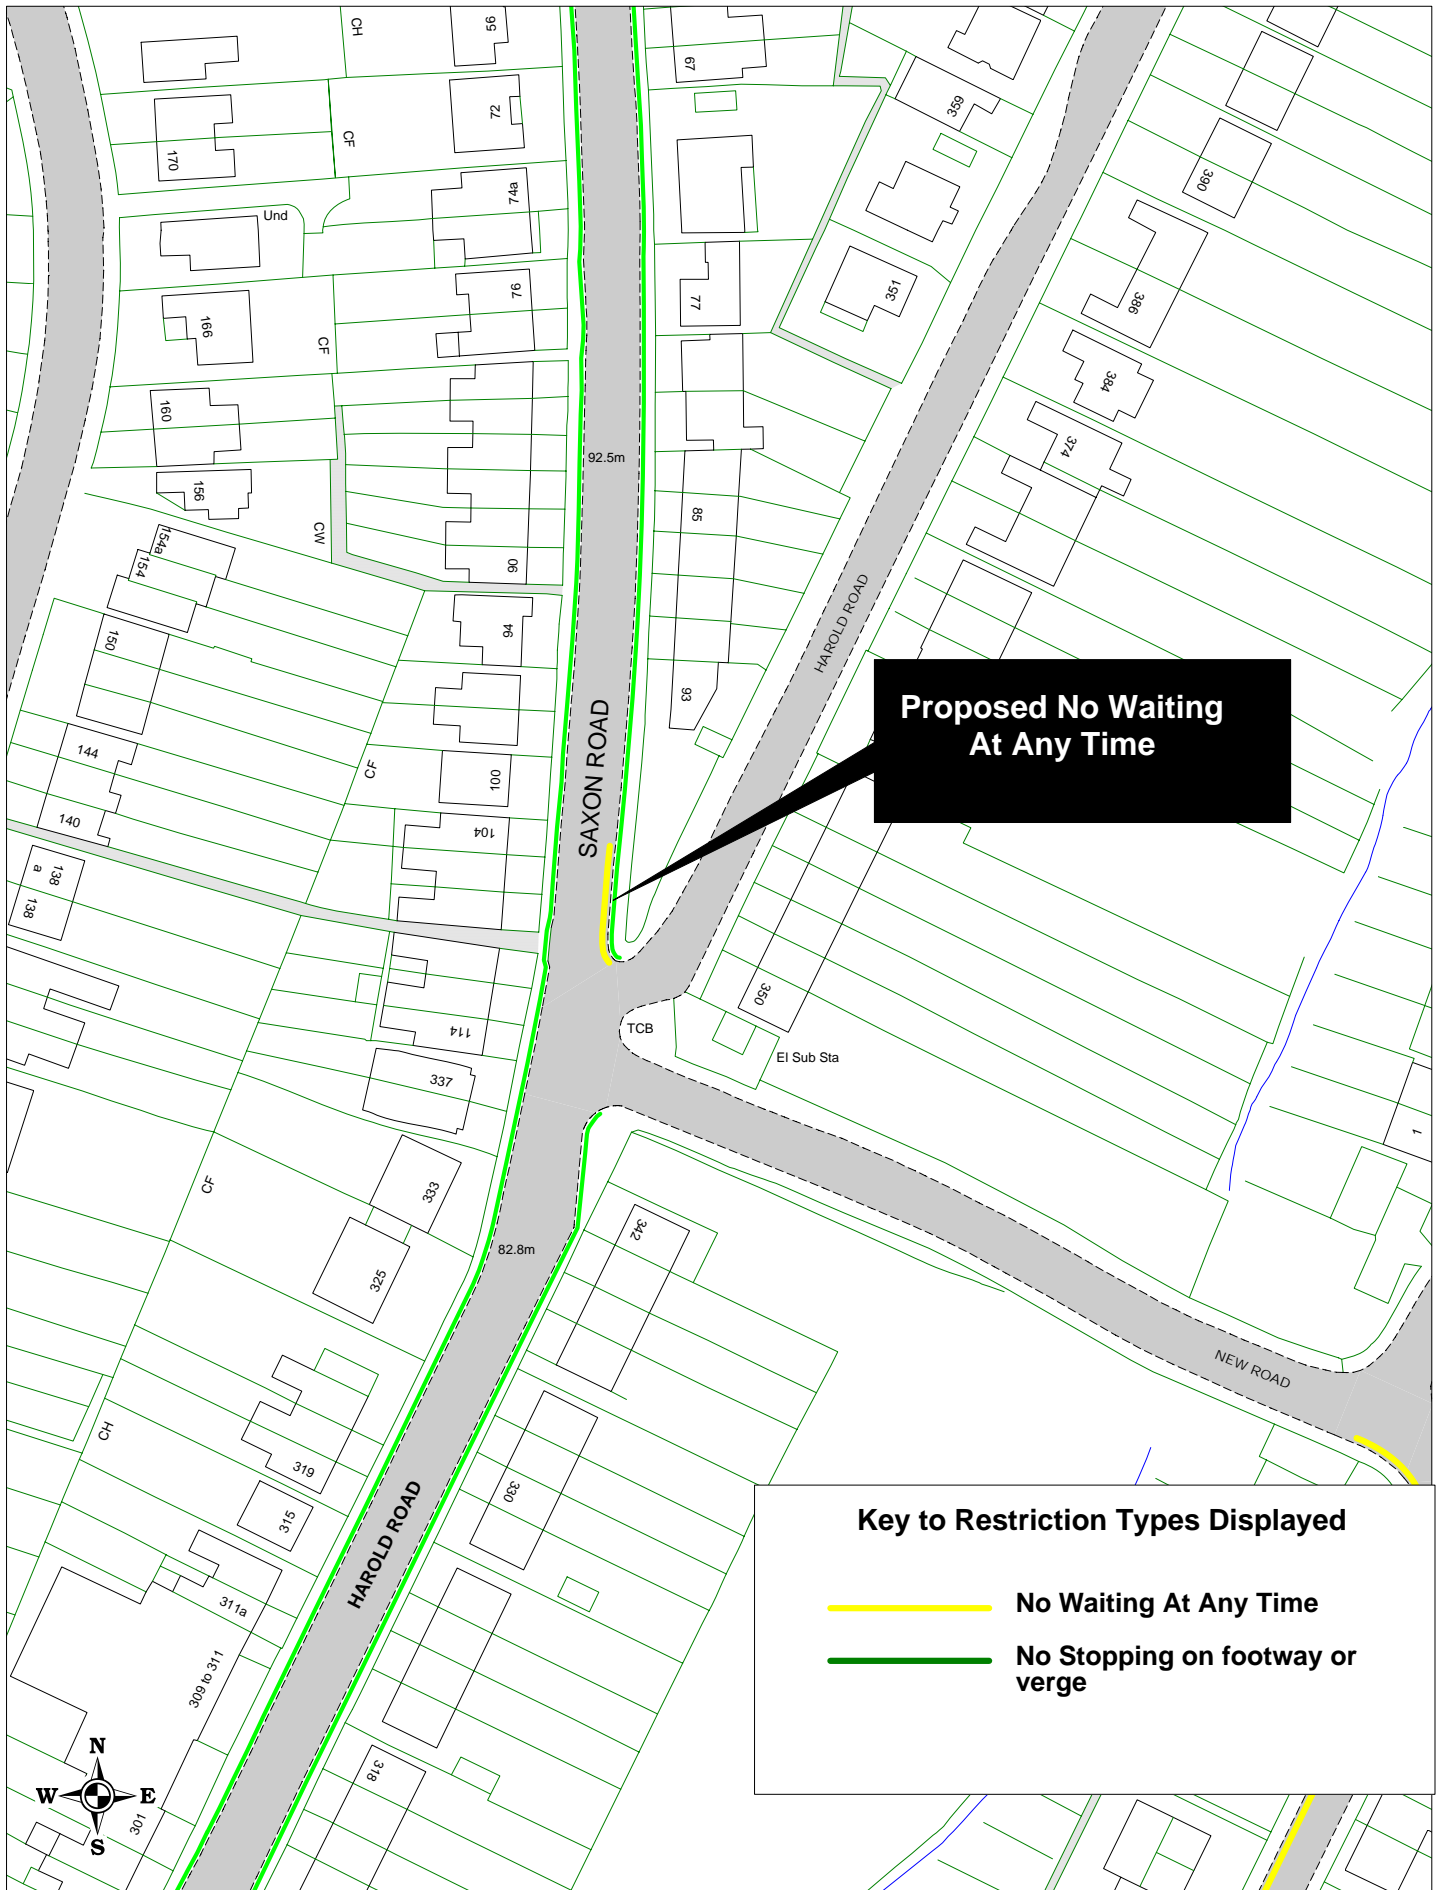 CH
56
67
72
359
CF
170
390
74a
Und
76
77
351
386
166
CF
384
160
374
92.5m
156
85
CW
154a
154
90
HAROLD ROAD
94
150
93
Proposed No Waiting
At Any Time
SAXON ROAD
144
CF
100
140
104
138
a
138
350
114
TCB
El Sub Sta
337
1
CF
333
342
82.8m
325
NEW ROAD
CH
319
330
315
HAROLD ROAD
Key to Restriction Types Displayed
No Waiting At Any Time
311a
No Stopping on footway or
verge
309 to 311
N
W E
S
318
301